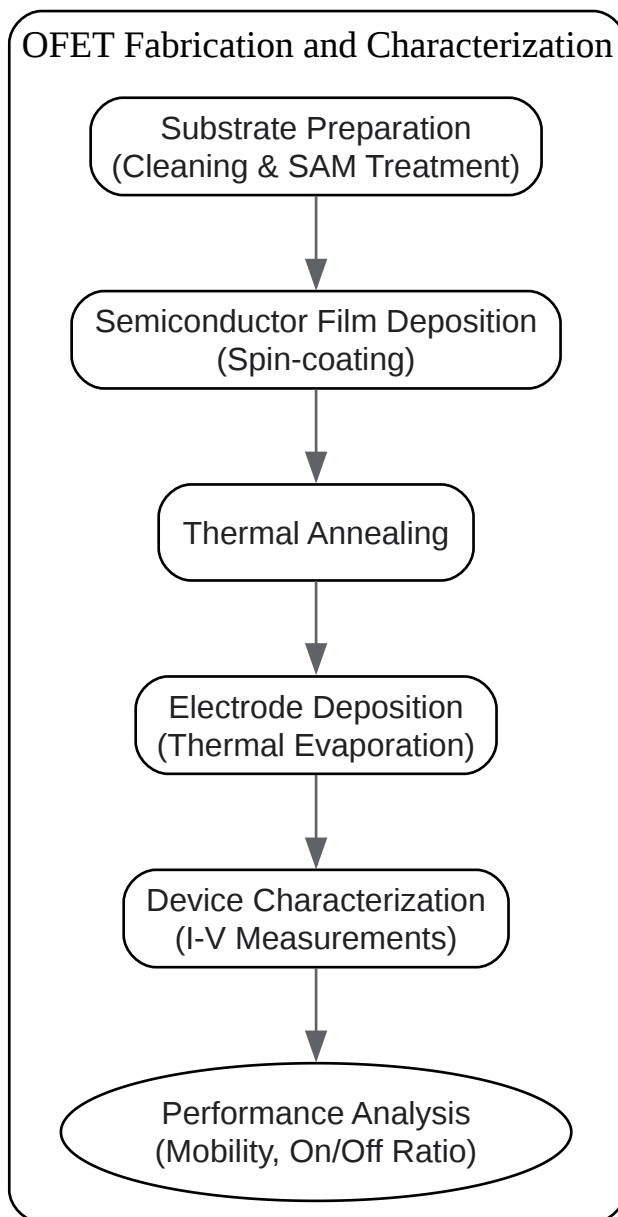 OFET Fabrication and Characterization
Substrate Preparation
(Cleaning & SAM Treatment)
Semiconductor Film Deposition
(Spin-coating)
Thermal Annealing
Electrode Deposition
(Thermal Evaporation)
Device Characterization
(I-V Measurements)
Performance Analysis
(Mobility, On/Off Ratio)